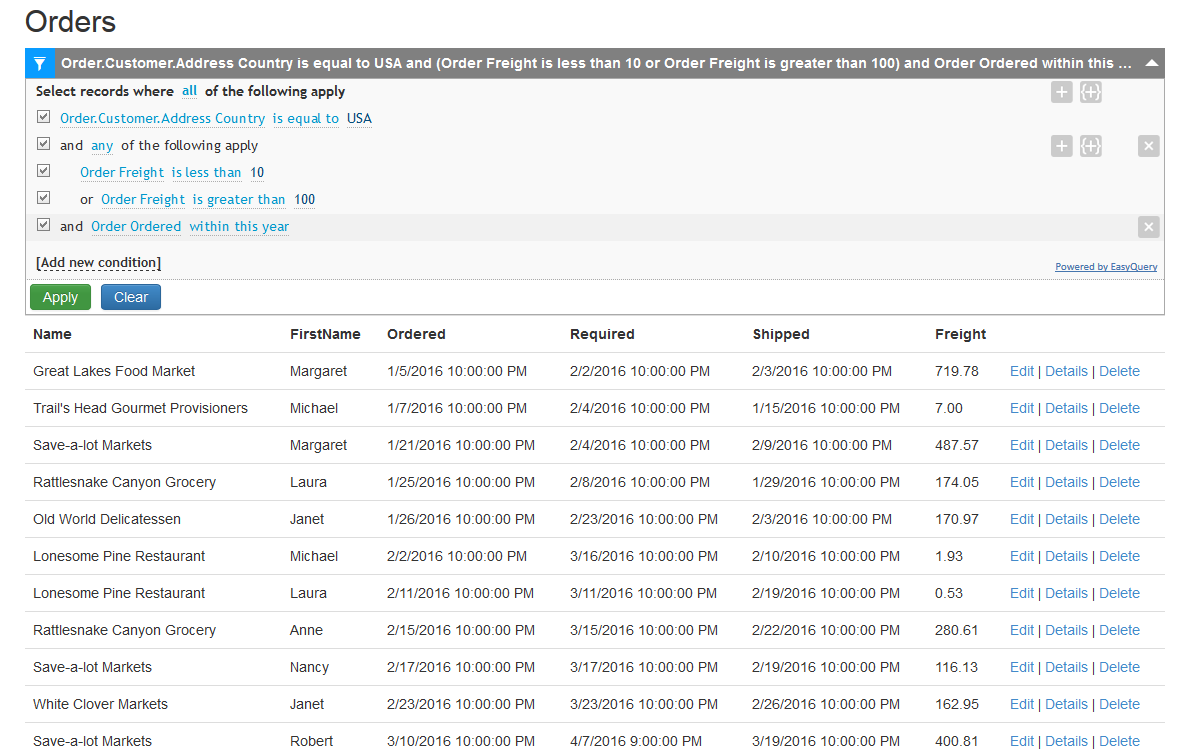 Orders
Order.Customer.Address Country is equal to USA and (Order Freight is less than 10 or Order Freight is greater than 100) and Order Ordered within this ...
Select records where all of the following apply
Order.Customer.Address Country is equal to USA
and any of the following apply
Order Freight is less than 10
or Order Freight is greater than 100
and Order Ordered within this year
[Add new condition]
Powered by EasyQuery
Apply Clear
Name FirstName Ordered Required Shipped Freight
Great Lakes Food Market Margaret 1/5/2016 10:00:00 PM 2/2/2016 10:00:00 PM 2/3/2016 10:00:00 PM 719.78 Edit | Details | Delete
Trail's Head Gourmet Provisioners Michael 1/7/2016 10:00:00 PM 2/4/2016 10:00:00 PM 1/15/2016 10:00:00 PM 7.00 Edit | Details | Delete
Save-a-lot Markets Margaret 1/21/2016 10:00:00 PM 2/4/2016 10:00:00 PM 2/9/2016 10:00:00 PM 487.57 Edit | Details | Delete
Rattlesnake Canyon Grocery Laura 1/25/2016 10:00:00 PM 2/8/2016 10:00:00 PM 1/29/2016 10:00:00 PM 174.05 Edit | Details | Delete
Old World Delicatessen Janet 1/26/2016 10:00:00 PM 2/23/2016 10:00:00 PM 2/3/2016 10:00:00 PM 170.97 Edit | Details | Delete
Lonesome Pine Restaurant Michael 2/2/2016 10:00:00 PM 3/16/2016 10:00:00 PM 2/10/2016 10:00:00 PM 1.93 Edit | Details | Delete
Lonesome Pine Restaurant Laura 2/11/2016 10:00:00 PM 3/11/2016 10:00:00 PM 2/19/2016 10:00:00 PM 0.53 Edit | Details | Delete
Rattlesnake Canyon Grocery Anne 2/15/2016 10:00:00 PM 3/15/2016 10:00:00 PM 2/22/2016 10:00:00 PM 280.61 Edit | Details | Delete
Save-a-lot Markets Nancy 2/17/2016 10:00:00 PM 3/17/2016 10:00:00 PM 2/19/2016 10:00:00 PM 116.13 Edit | Details | Delete
White Clover Markets Janet 2/23/2016 10:00:00 PM 3/23/2016 10:00:00 PM 2/26/2016 10:00:00 PM 162.95 Edit | Details | Delete
Save-a-lot Markets Robert 3/10/2016 10:00:00 PM 4/7/2016 9:00:00 PM 3/19/2016 10:00:00 PM 400.81 Edit | Details | Delete